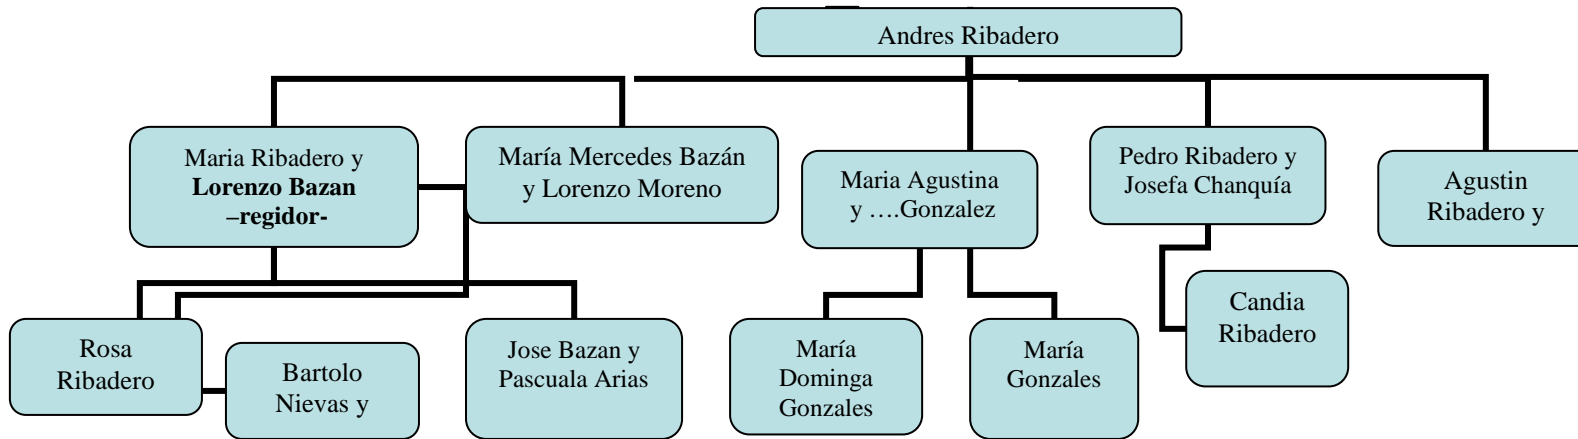 Andres Ribadero
Maria Ribadero y
Lorenzo Bazan
–regidor-
María Mercedes Bazán
y Lorenzo Moreno
Maria Agustina
y ….Gonzalez
Pedro Ribadero y
Josefa Chanquía
Agustin
Ribadero y
Rosa
Ribadero
Bartolo
Nievas y
Jose Bazan y
Pascuala Arias
María
Dominga
Gonzales
María
Gonzales
Candia
Ribadero